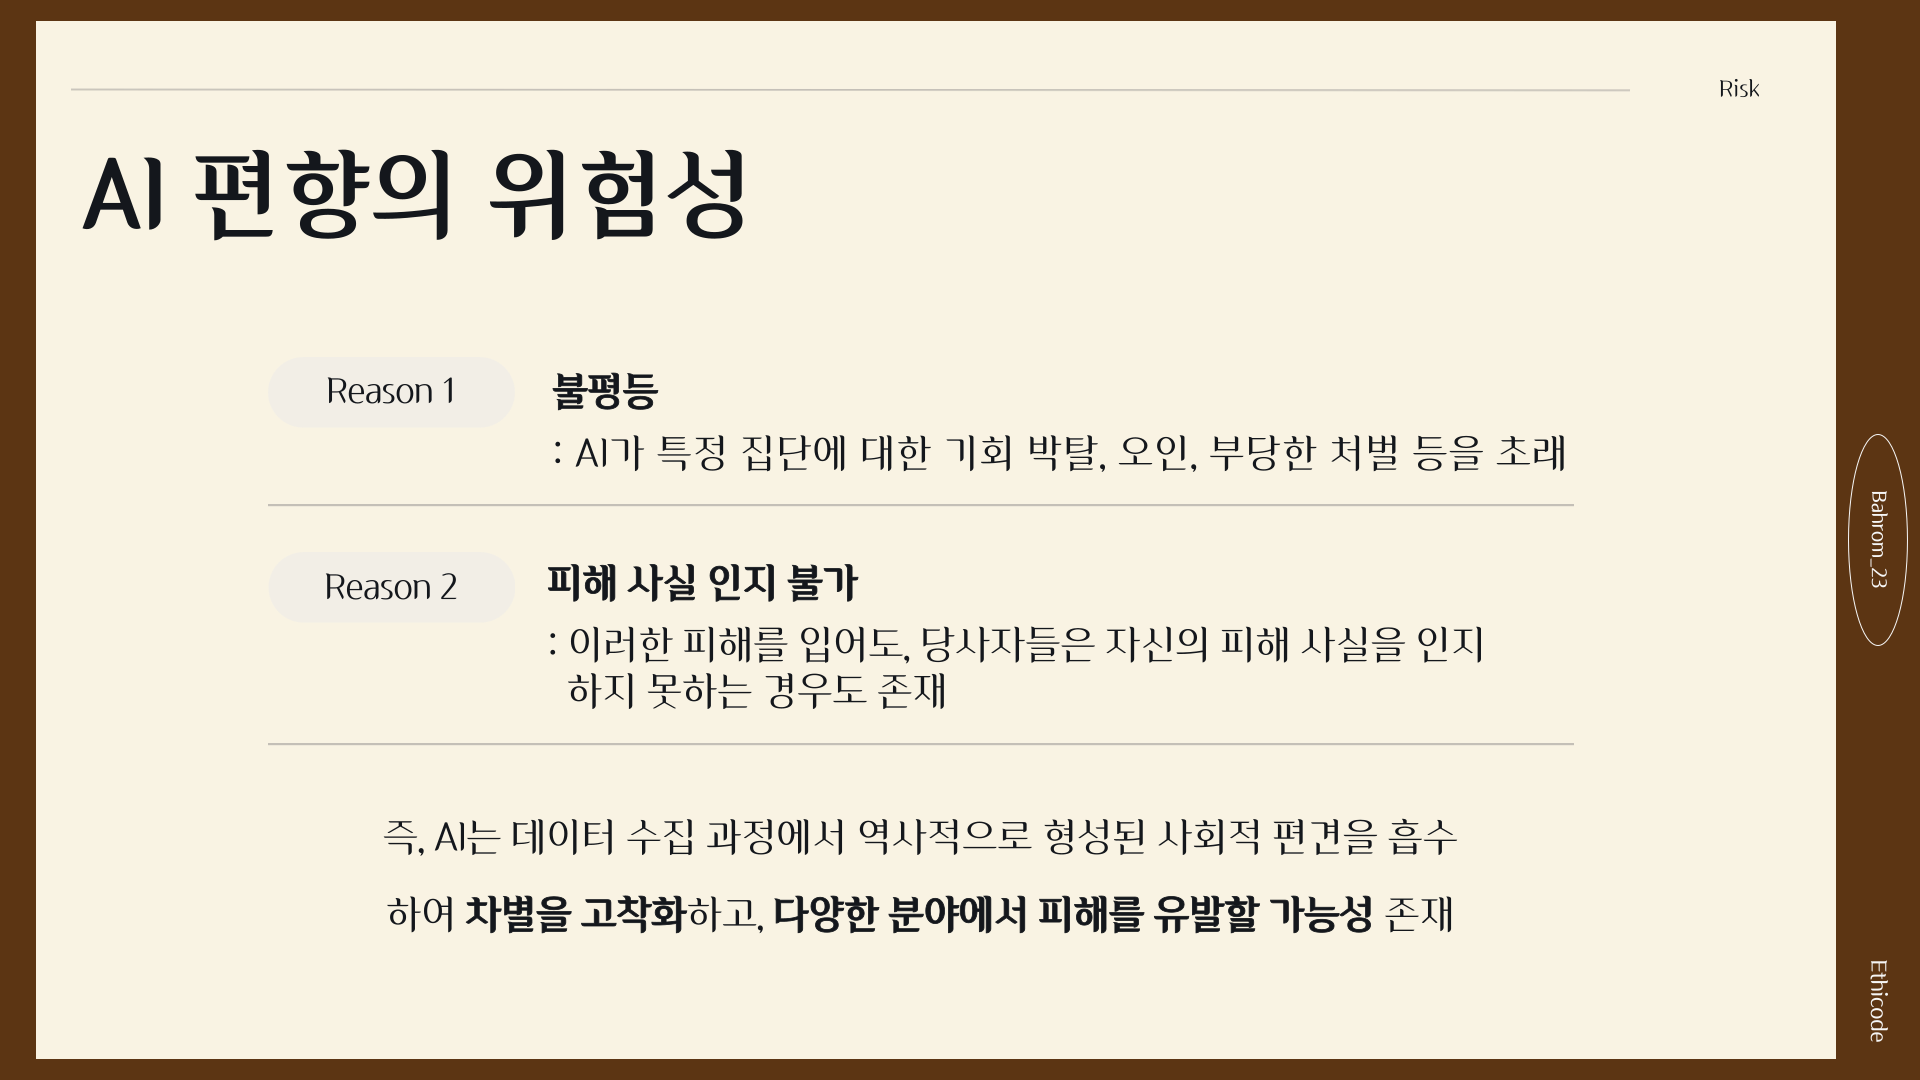 Risk
AI 편향의 위험성
Reason 1
불평등
: AI가 특정 집단에 대한 기회 박탈, 오인, 부당한 처벌 등을 초래
Reason 2
피해 사실 인지 불가
: 이러한 피해를 입어도, 당사자들은 자신의 피해 사실을 인지
하지 못하는 경우도 존재
즉, AI는 데이터 수집 과정에서 역사적으로 형성된 사회적 편견을 흡수
하여 차별을 고착화하고, 다양한 분야에서 피해를 유발할 가능성 존재
Bahrom_23
Ethicode